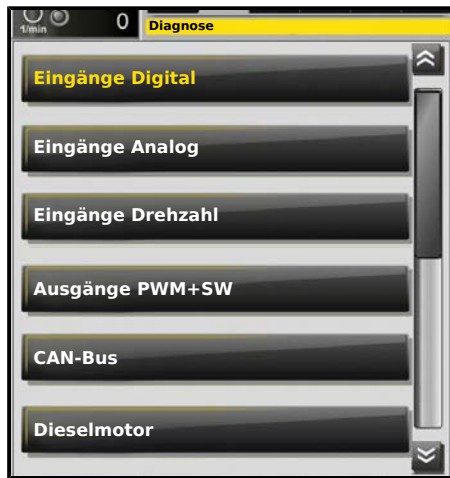 1/min 0 Diagnose
Eingänge Digital
Eingänge Analog
Eingänge Drehzahl
Ausgänge PWM+SW
CAN-Bus
Dieselmotor